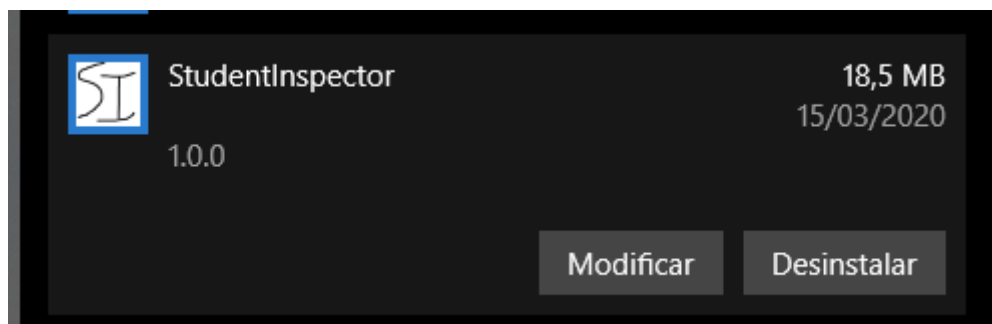 SI
StudentInspector
18,5 MB
15/03/2020
1.0.0
Modificar
Desinstalar